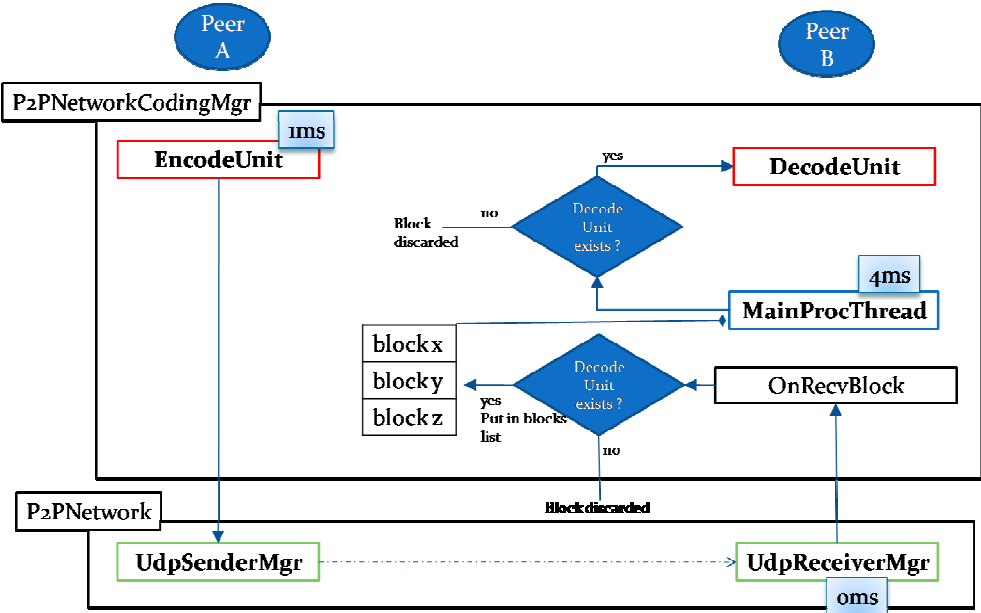 Peer
A
Peer
B
P2PNetworkCodingMgr
1ms
EncodeUnit
yes
DecodeUnit
no
Block
discarded
Decode
Unit
exists ?
4ms
MainProcThread
block x
block y
block z
Decode
Unit
exists ?
OnRecvBlock
yes
Put in blocks
list
no
Block discarded
P2PNetwork
UdpSenderMgr
UdpReceiverMgr
0ms